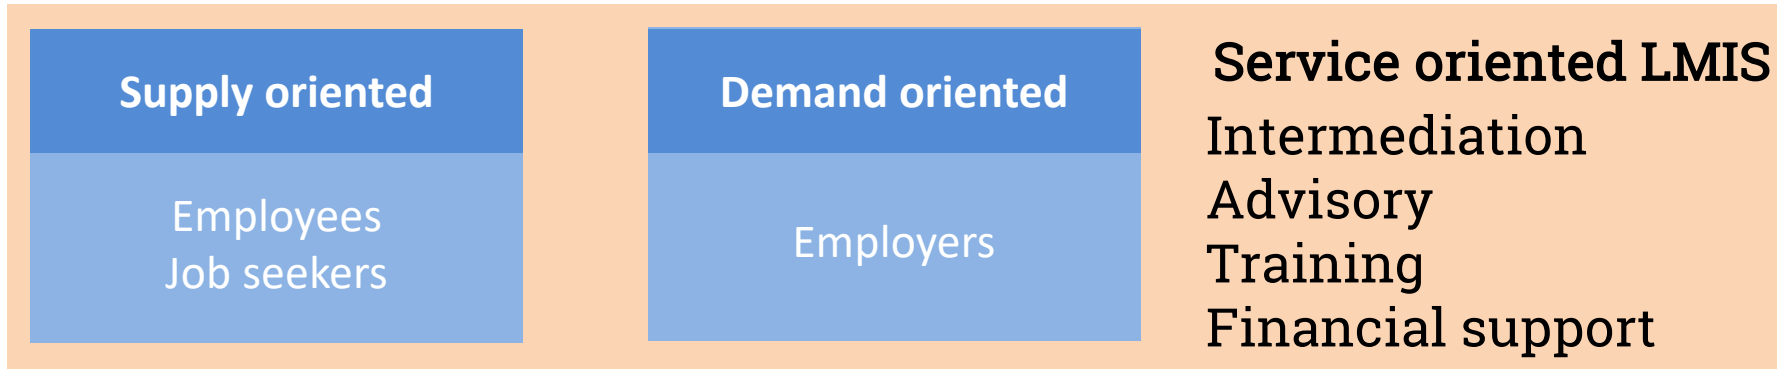 Supply oriented
Employees
Job seekers
Demand oriented
Employers
Service oriented LMIS
Intermediation
Advisory
Training
Financial support